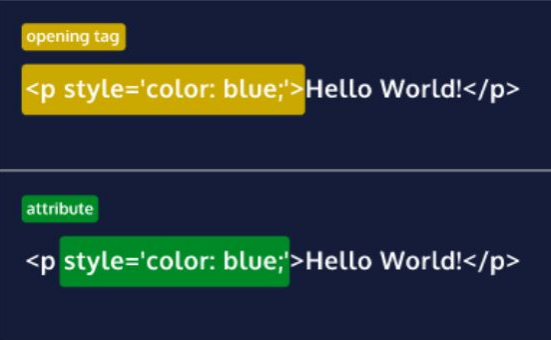 opening tag
<p style='color: blue;'>Hello World!</p>
attribute
<p style='color: blue;'>Hello World!</p>